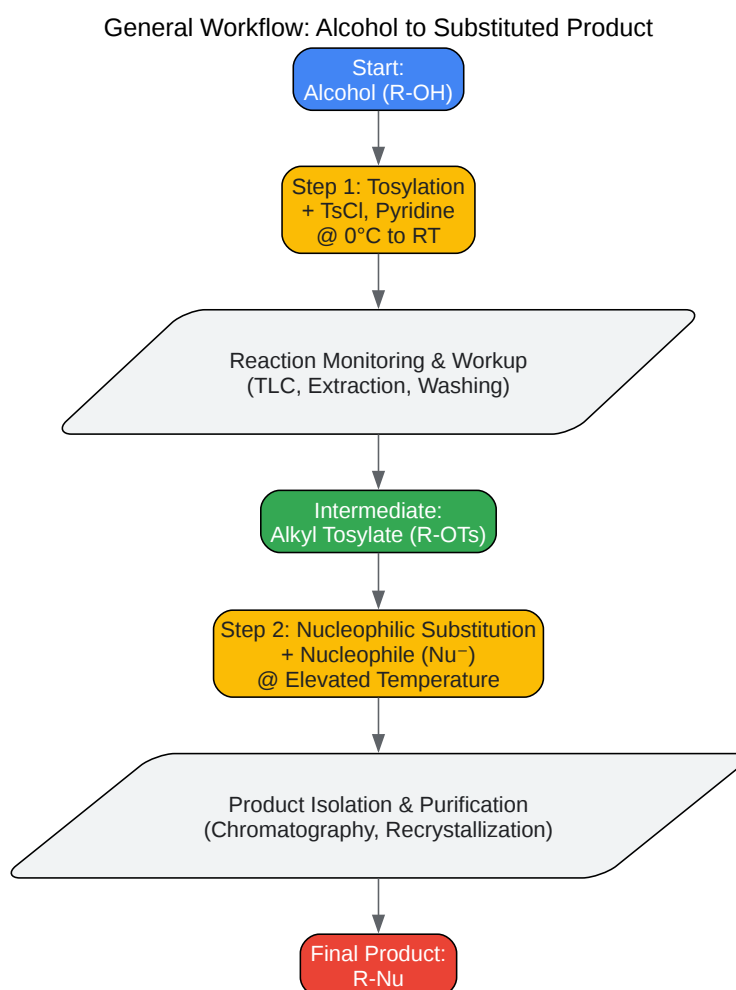 General Workflow: Alcohol to Substituted Product
Start:
Alcohol (R-OH)
Step 1: Tosylation
+ TsCl, Pyridine
@ 0°C to RT
Reaction Monitoring & Workup
(TLC, Extraction, Washing)
Intermediate:
Alkyl Tosylate (R-OTs)
Step 2: Nucleophilic Substitution
+ Nucleophile (Nu⁻)
@ Elevated Temperature
Product Isolation & Purification
(Chromatography, Recrystallization)
Final Product:
R-Nu